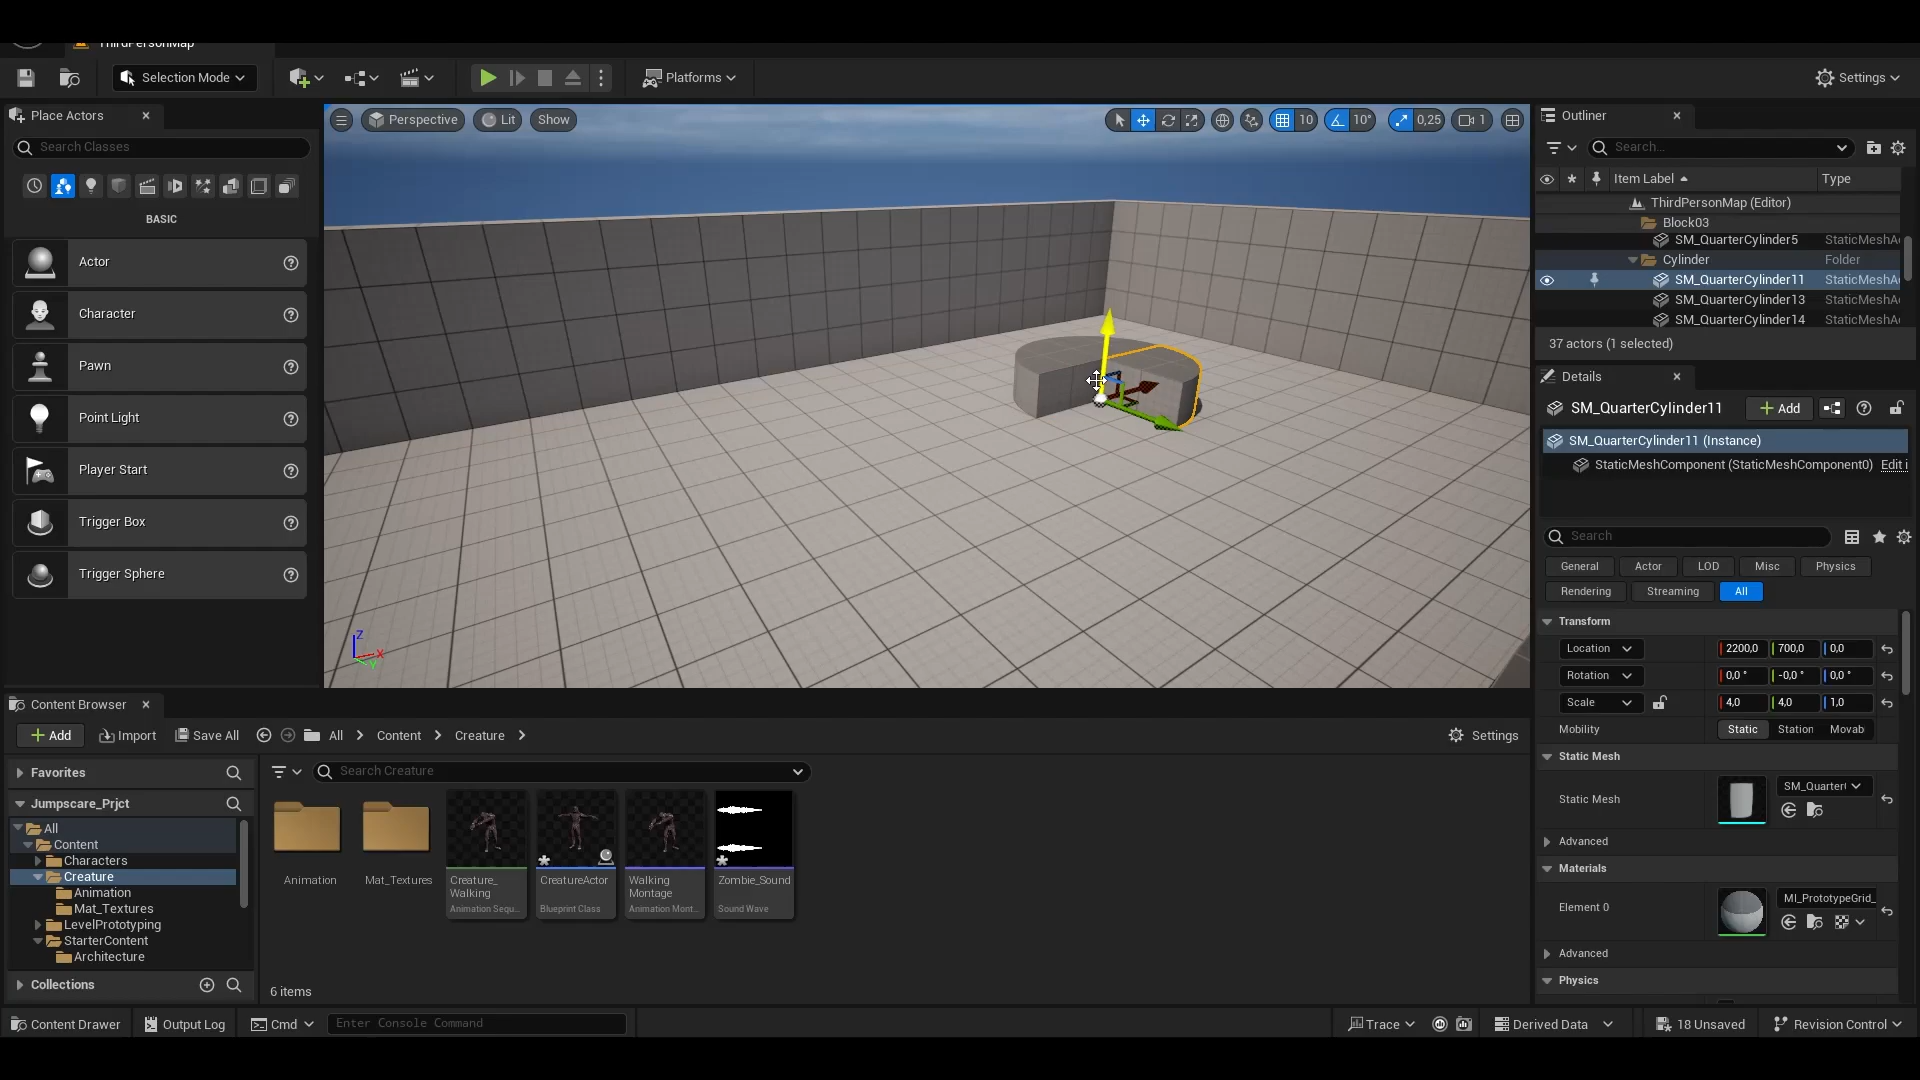 ThirdPersonMap
Selection Mode
Platforms
Settings
Place Actors
Search Classes
BASIC
Actor
Character
Pawn
Point Light
Player Start
Trigger Box
Trigger Sphere
Perspective
Lit
Show
10
10°
0,25
1
Z
X
Y
Outliner
Search...
Item Label
Type
ThirdPersonMap (Editor)
Block03
SM_QuarterCylinder5 StaticMeshA
Cylinder Folder
SM_QuarterCylinder11 StaticMeshA
SM_QuarterCylinder13 StaticMeshA
SM_QuarterCylinder14 StaticMeshA
37 actors (1 selected)
Details
SM_QuarterCylinder11
Add
SM_QuarterCylinder11 (Instance)
StaticMeshComponent (StaticMeshComponent0) Edit i
Search
General Actor LOD Misc Physics
Rendering Streaming All
Transform
Location 2200,0 700,0 0,0
Rotation 0,0 ° -0,0 ° 0,0 °
Scale 4,0 4,0 1,0
Mobility Static Station Movab
Static Mesh
Static Mesh SM_Quarter(
Advanced
Materials
Element 0 MI_PrototypeGrid_
Advanced
Physics
Content Browser
Add Import Save All All Content Creature Settings
Favorites
Jumpscare_Prjct
All
Content
Characters
Creature
Animation
Mat_Textures
LevelPrototyping
StarterContent
Architecture
Collections
Search Creature
Animation
Mat_Textures
Creature_
Walking
Animation Sequ...
CreatureActor
Blueprint Class
Walking
Montage
Animation Mont...
Zombie_Sound
Sound Wave
6 items
Content Drawer Output Log Cmd Enter Console Command Trace Derived Data 18 Unsaved Revision Control